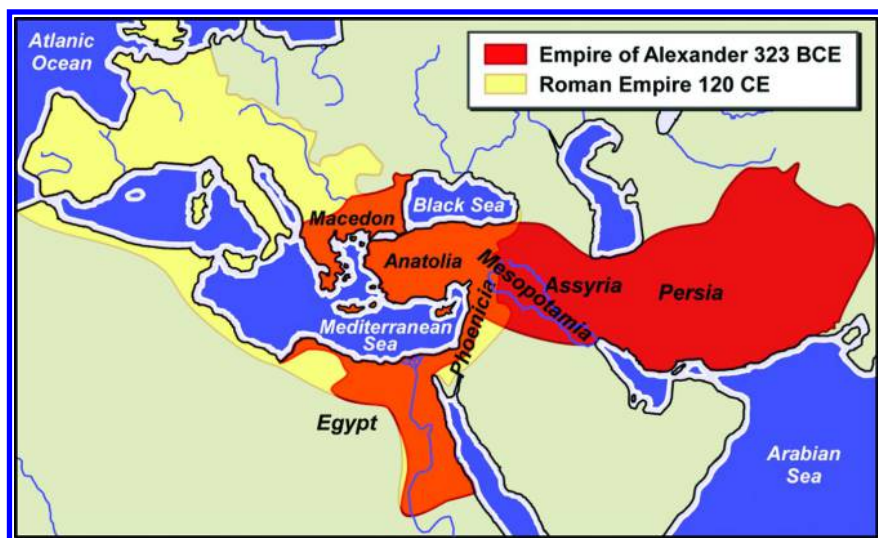 Atlanic
Ocean
Empire of Alexander 323 BCE
Roman Empire 120 CE
Black Sea
Macedon
Anatolia
Mesopotamia
Assyria
Persia
Mediterranean
Sea
Phoenicia
Egypt
Arabian
Sea